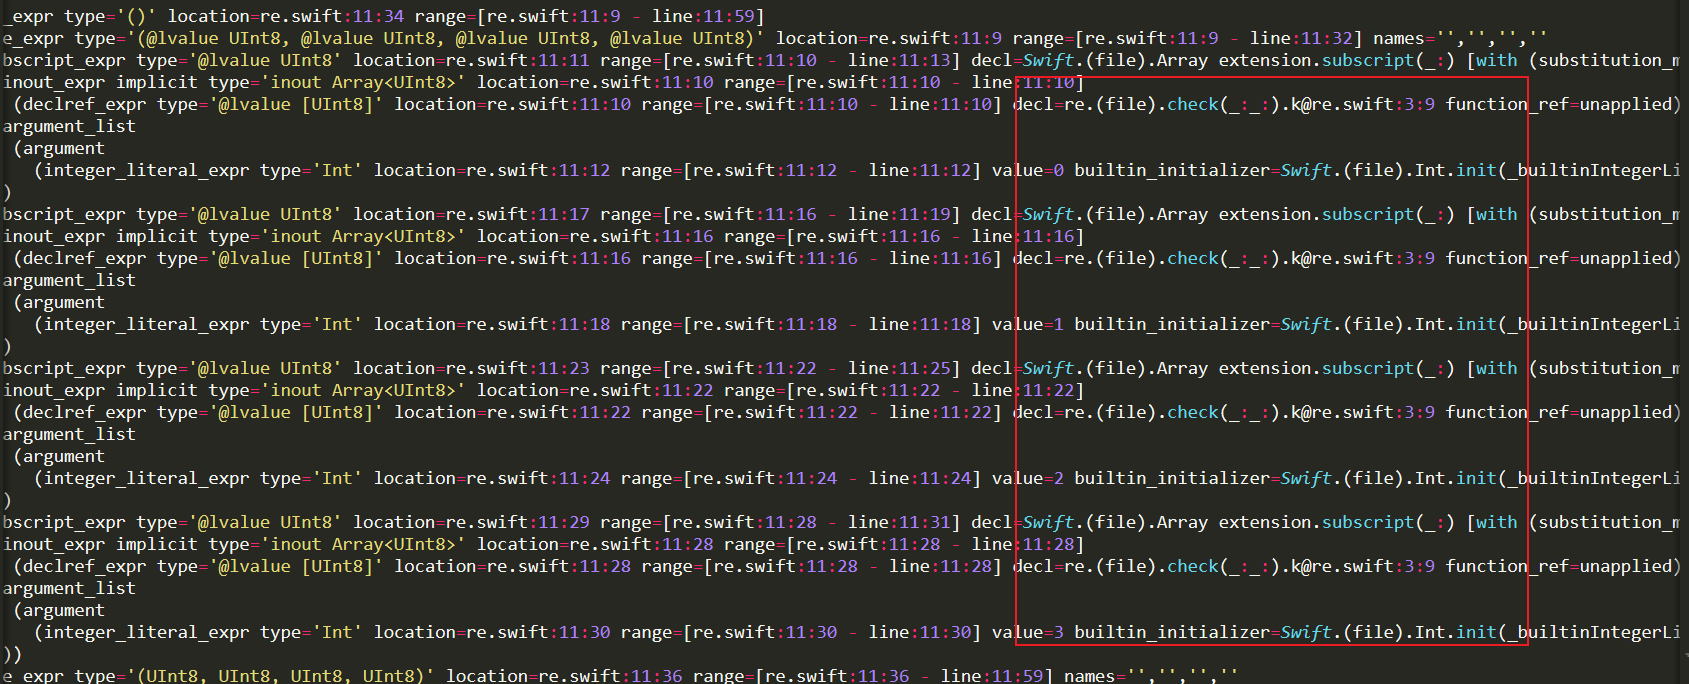 _expr type='()' location=re.swift:11:34 range=[re.swift:11:9 - line:11:59]
e_expr type='(@lvalue UInt8, @lvalue UInt8, @lvalue UInt8, @lvalue UInt8)' location=re.swift:11:9 range=[re.swift:11:9 - line:11:32] names='','','',''
bscript_expr type='@lvalue UInt8' location=re.swift:11:11 range=[re.swift:11:10 - line:11:13] decl=Swift.(file).Array extension.subscript(_:) [with (substitution_m
inout_expr implicit type='inout Array<UInt8>' location=re.swift:11:10 range=[re.swift:11:10 - line:11:10]
(declref_expr type='@lvalue [UInt8]' location=re.swift:11:10 range=[re.swift:11:10 - line:11:10] decl=re.(file).check(_:_:).k@re.swift:3:9 function_ref=unapplied)
argument_list
(argument
(integer_literal_expr type='Int' location=re.swift:11:12 range=[re.swift:11:12 - line:11:12] value=0 builtin_initializer=Swift.(file).Int.init(_builtinIntegerLi
)
bscript_expr type='@lvalue UInt8' location=re.swift:11:17 range=[re.swift:11:16 - line:11:19] decl=Swift.(file).Array extension.subscript(_:) [with (substitution_m
inout_expr implicit type='inout Array<UInt8>' location=re.swift:11:16 range=[re.swift:11:16 - line:11:16]
(declref_expr type='@lvalue [UInt8]' location=re.swift:11:16 range=[re.swift:11:16 - line:11:16] decl=re.(file).check(_:_:).k@re.swift:3:9 function_ref=unapplied)
argument_list
(argument
(integer_literal_expr type='Int' location=re.swift:11:18 range=[re.swift:11:18 - line:11:18] value=1 builtin_initializer=Swift.(file).Int.init(_builtinIntegerLi
)
bscript_expr type='@lvalue UInt8' location=re.swift:11:23 range=[re.swift:11:22 - line:11:25] decl=Swift.(file).Array extension.subscript(_:) [with (substitution_m
inout_expr implicit type='inout Array<UInt8>' location=re.swift:11:22 range=[re.swift:11:22 - line:11:22]
(declref_expr type='@lvalue [UInt8]' location=re.swift:11:22 range=[re.swift:11:22 - line:11:22] decl=re.(file).check(_:_:).k@re.swift:3:9 function_ref=unapplied)
argument_list
(argument
(integer_literal_expr type='Int' location=re.swift:11:24 range=[re.swift:11:24 - line:11:24] value=2 builtin_initializer=Swift.(file).Int.init(_builtinIntegerLi
)
bscript_expr type='@lvalue UInt8' location=re.swift:11:29 range=[re.swift:11:28 - line:11:31] decl=Swift.(file).Array extension.subscript(_:) [with (substitution_m
inout_expr implicit type='inout Array<UInt8>' location=re.swift:11:28 range=[re.swift:11:28 - line:11:28]
(declref_expr type='@lvalue [UInt8]' location=re.swift:11:28 range=[re.swift:11:28 - line:11:28] decl=re.(file).check(_:_:).k@re.swift:3:9 function_ref=unapplied)
argument_list
(argument
(integer_literal_expr type='Int' location=re.swift:11:30 range=[re.swift:11:30 - line:11:30] value=3 builtin_initializer=Swift.(file).Int.init(_builtinIntegerLi
))
e_expr type='(UInt8, UInt8, UInt8, UInt8)' location=re.swift:11:36 range=[re.swift:11:36 - line:11:59] names='','','',''